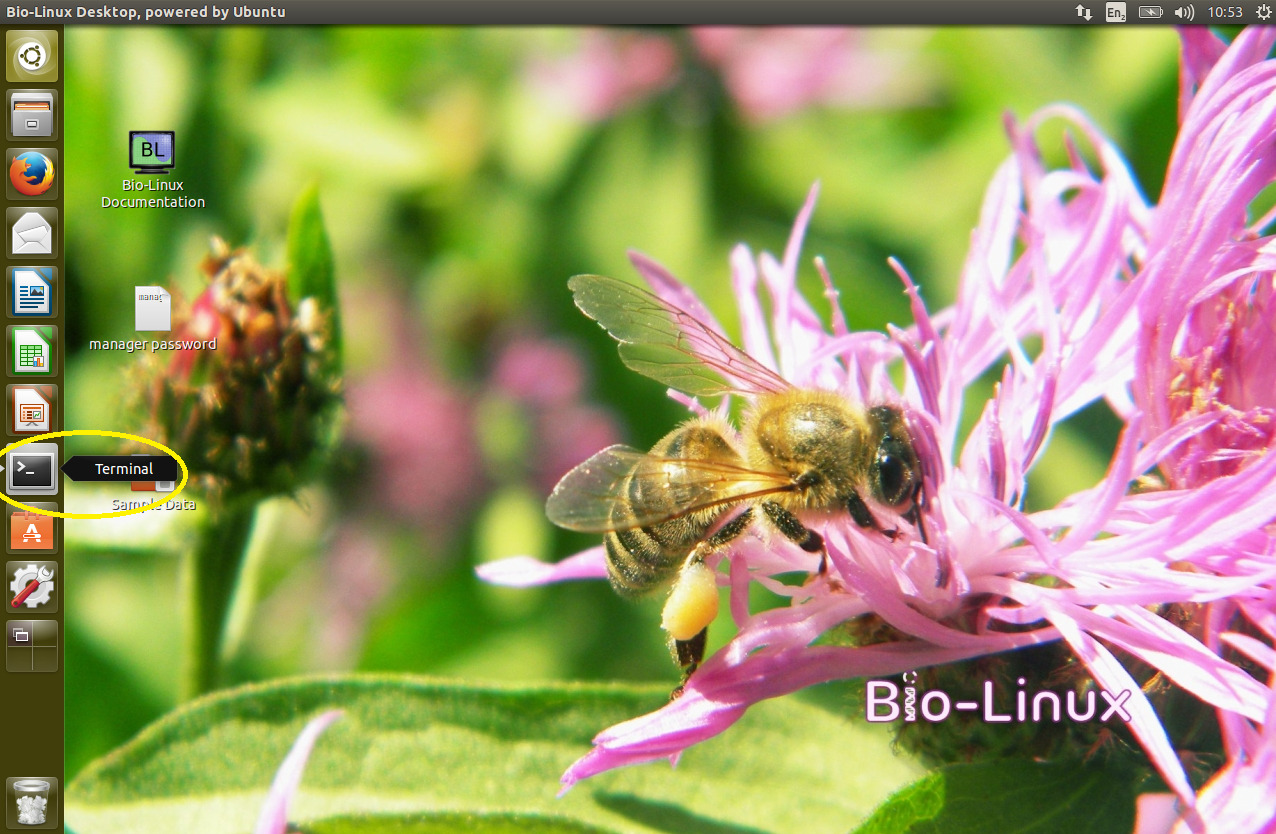 Bio-Linux Desktop, powered by Ubuntu
En2
10:53
BL
Bio-Linux
Documentation
manag
manager password
>_
Terminal
Sample Data
A
Bio-Linux